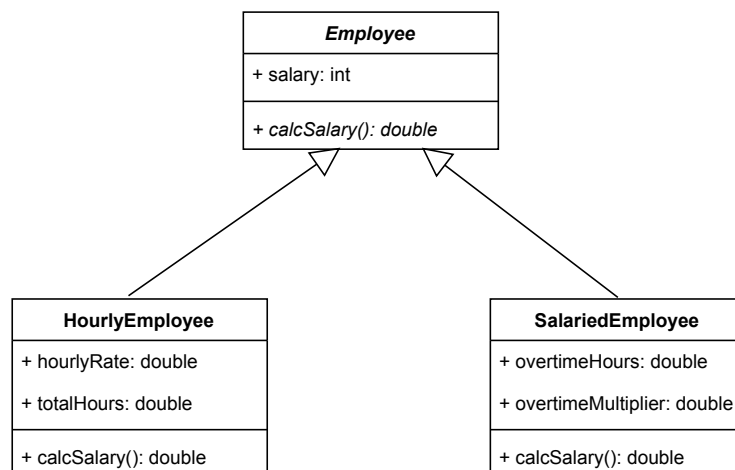 Employee
+ salary: int
+ calcSalary(): double
HourlyEmployee
+ hourlyRate: double
+ totalHours: double
+ calcSalary(): double
SalariedEmployee
+ overtimeHours: double
+ overtimeMultiplier: double
+ calcSalary(): double